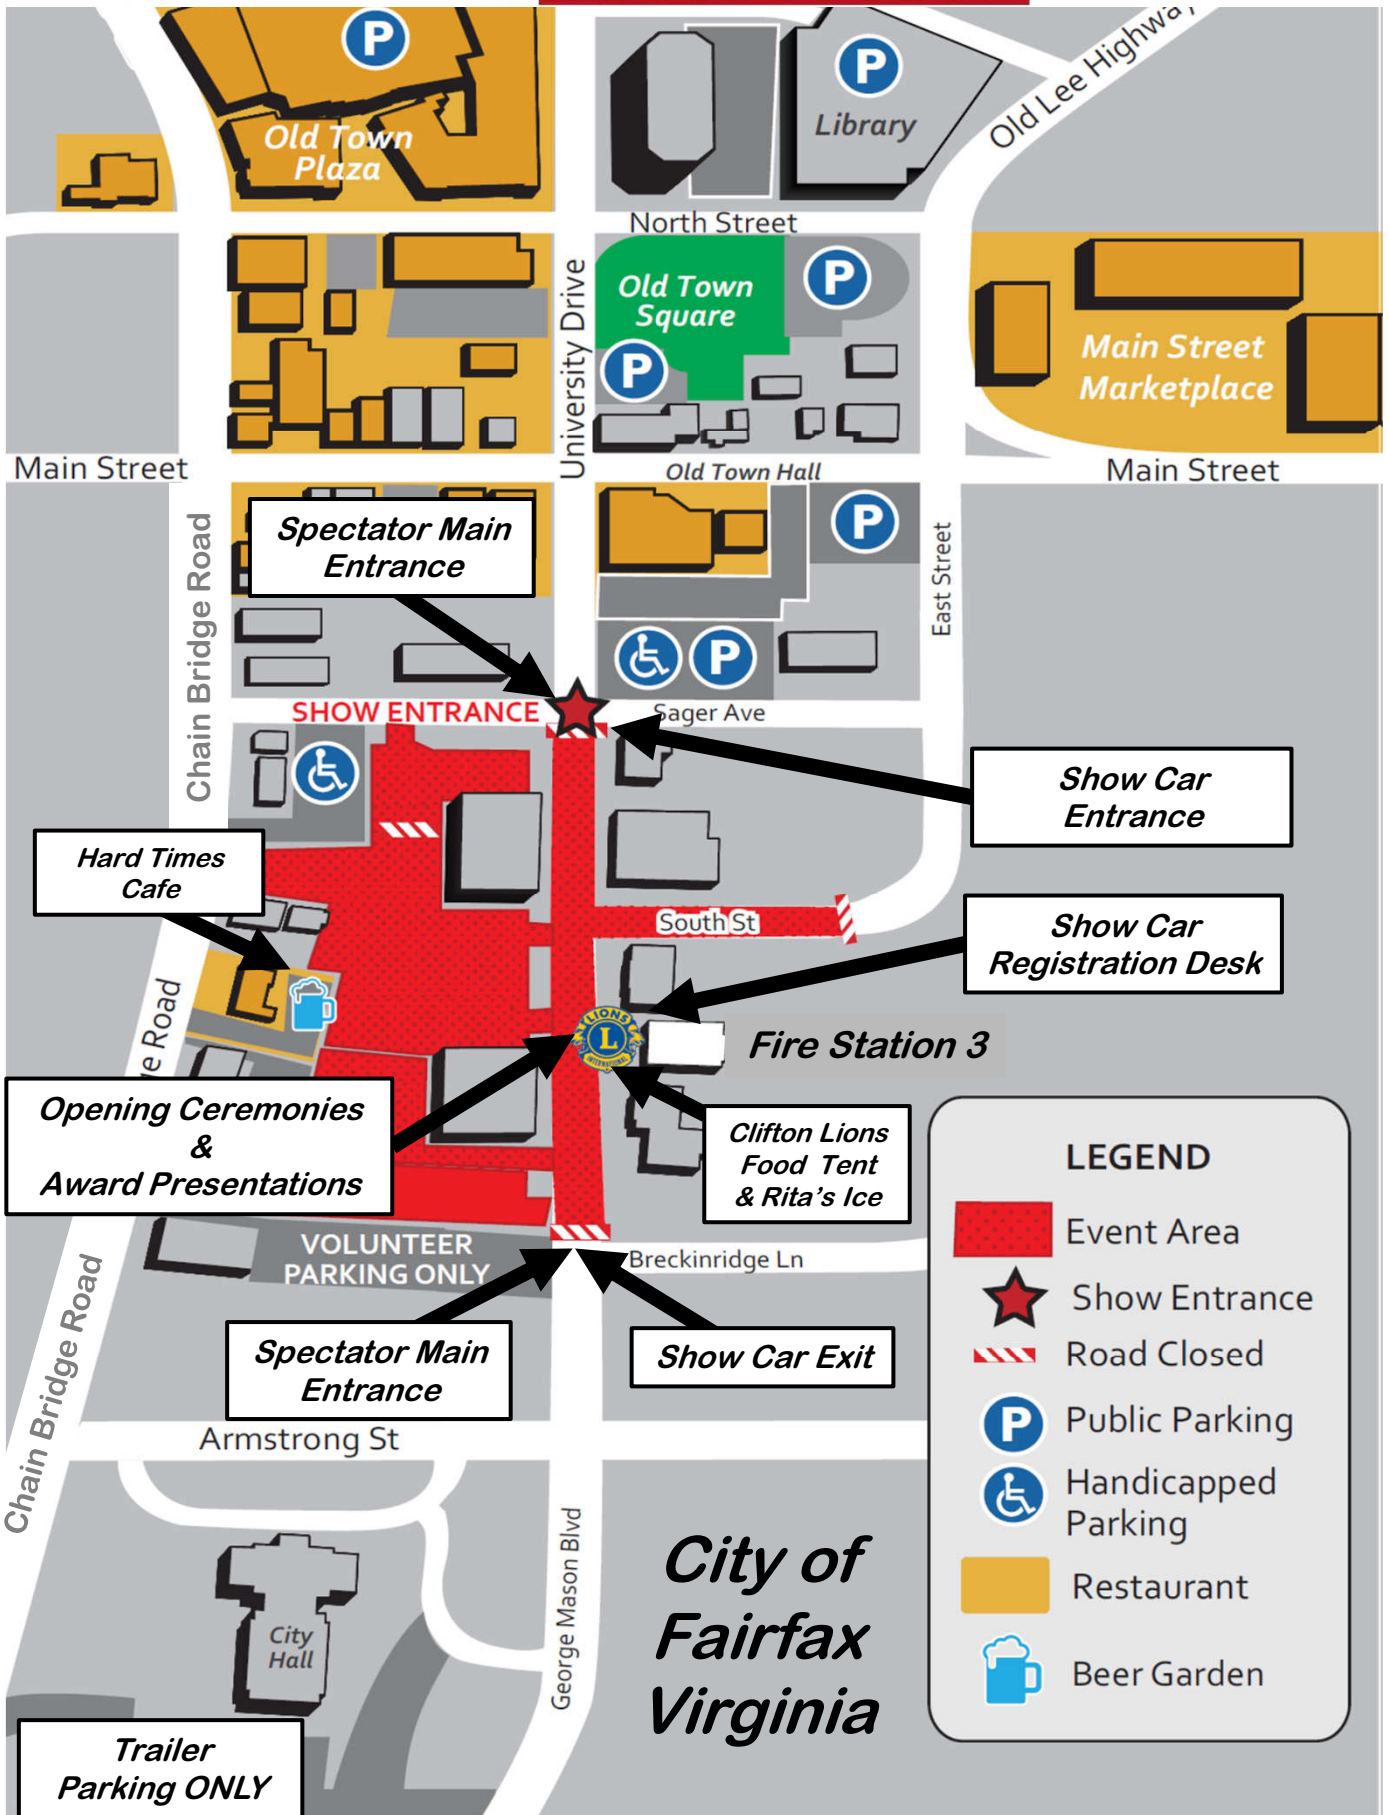 P
P
Library
Old Lee Highway
Old Town
Plaza
North Street
University Drive
Old Town
Square
P
P
Main Street
Marketplace
Main Street
Old Town Hall
Main Street
Chain Bridge Road
Spectator Main
Entrance
P
East Street
P
SHOW ENTRANCE
Sager Ave
Show Car
Entrance
Hard Times
Cafe
South St
Show Car
Registration Desk
LIONS
L
INTERNATIONAL
Fire Station 3
ge Road
Opening Ceremonies
&
Award Presentations
Clifton Lions
Food Tent
& Rita's Ice
VOLUNTEER
PARKING ONLY
Breckinridge Ln
Spectator Main
Entrance
Show Car Exit
Chain Bridge Road
Armstrong St
George Mason Blvd
City
Hall
City of
Fairfax
Virginia
Trailer
Parking ONLY
LEGEND
Event Area
Show Entrance
Road Closed
P
Public Parking
Handicapped
Parking
Restaurant
Beer Garden